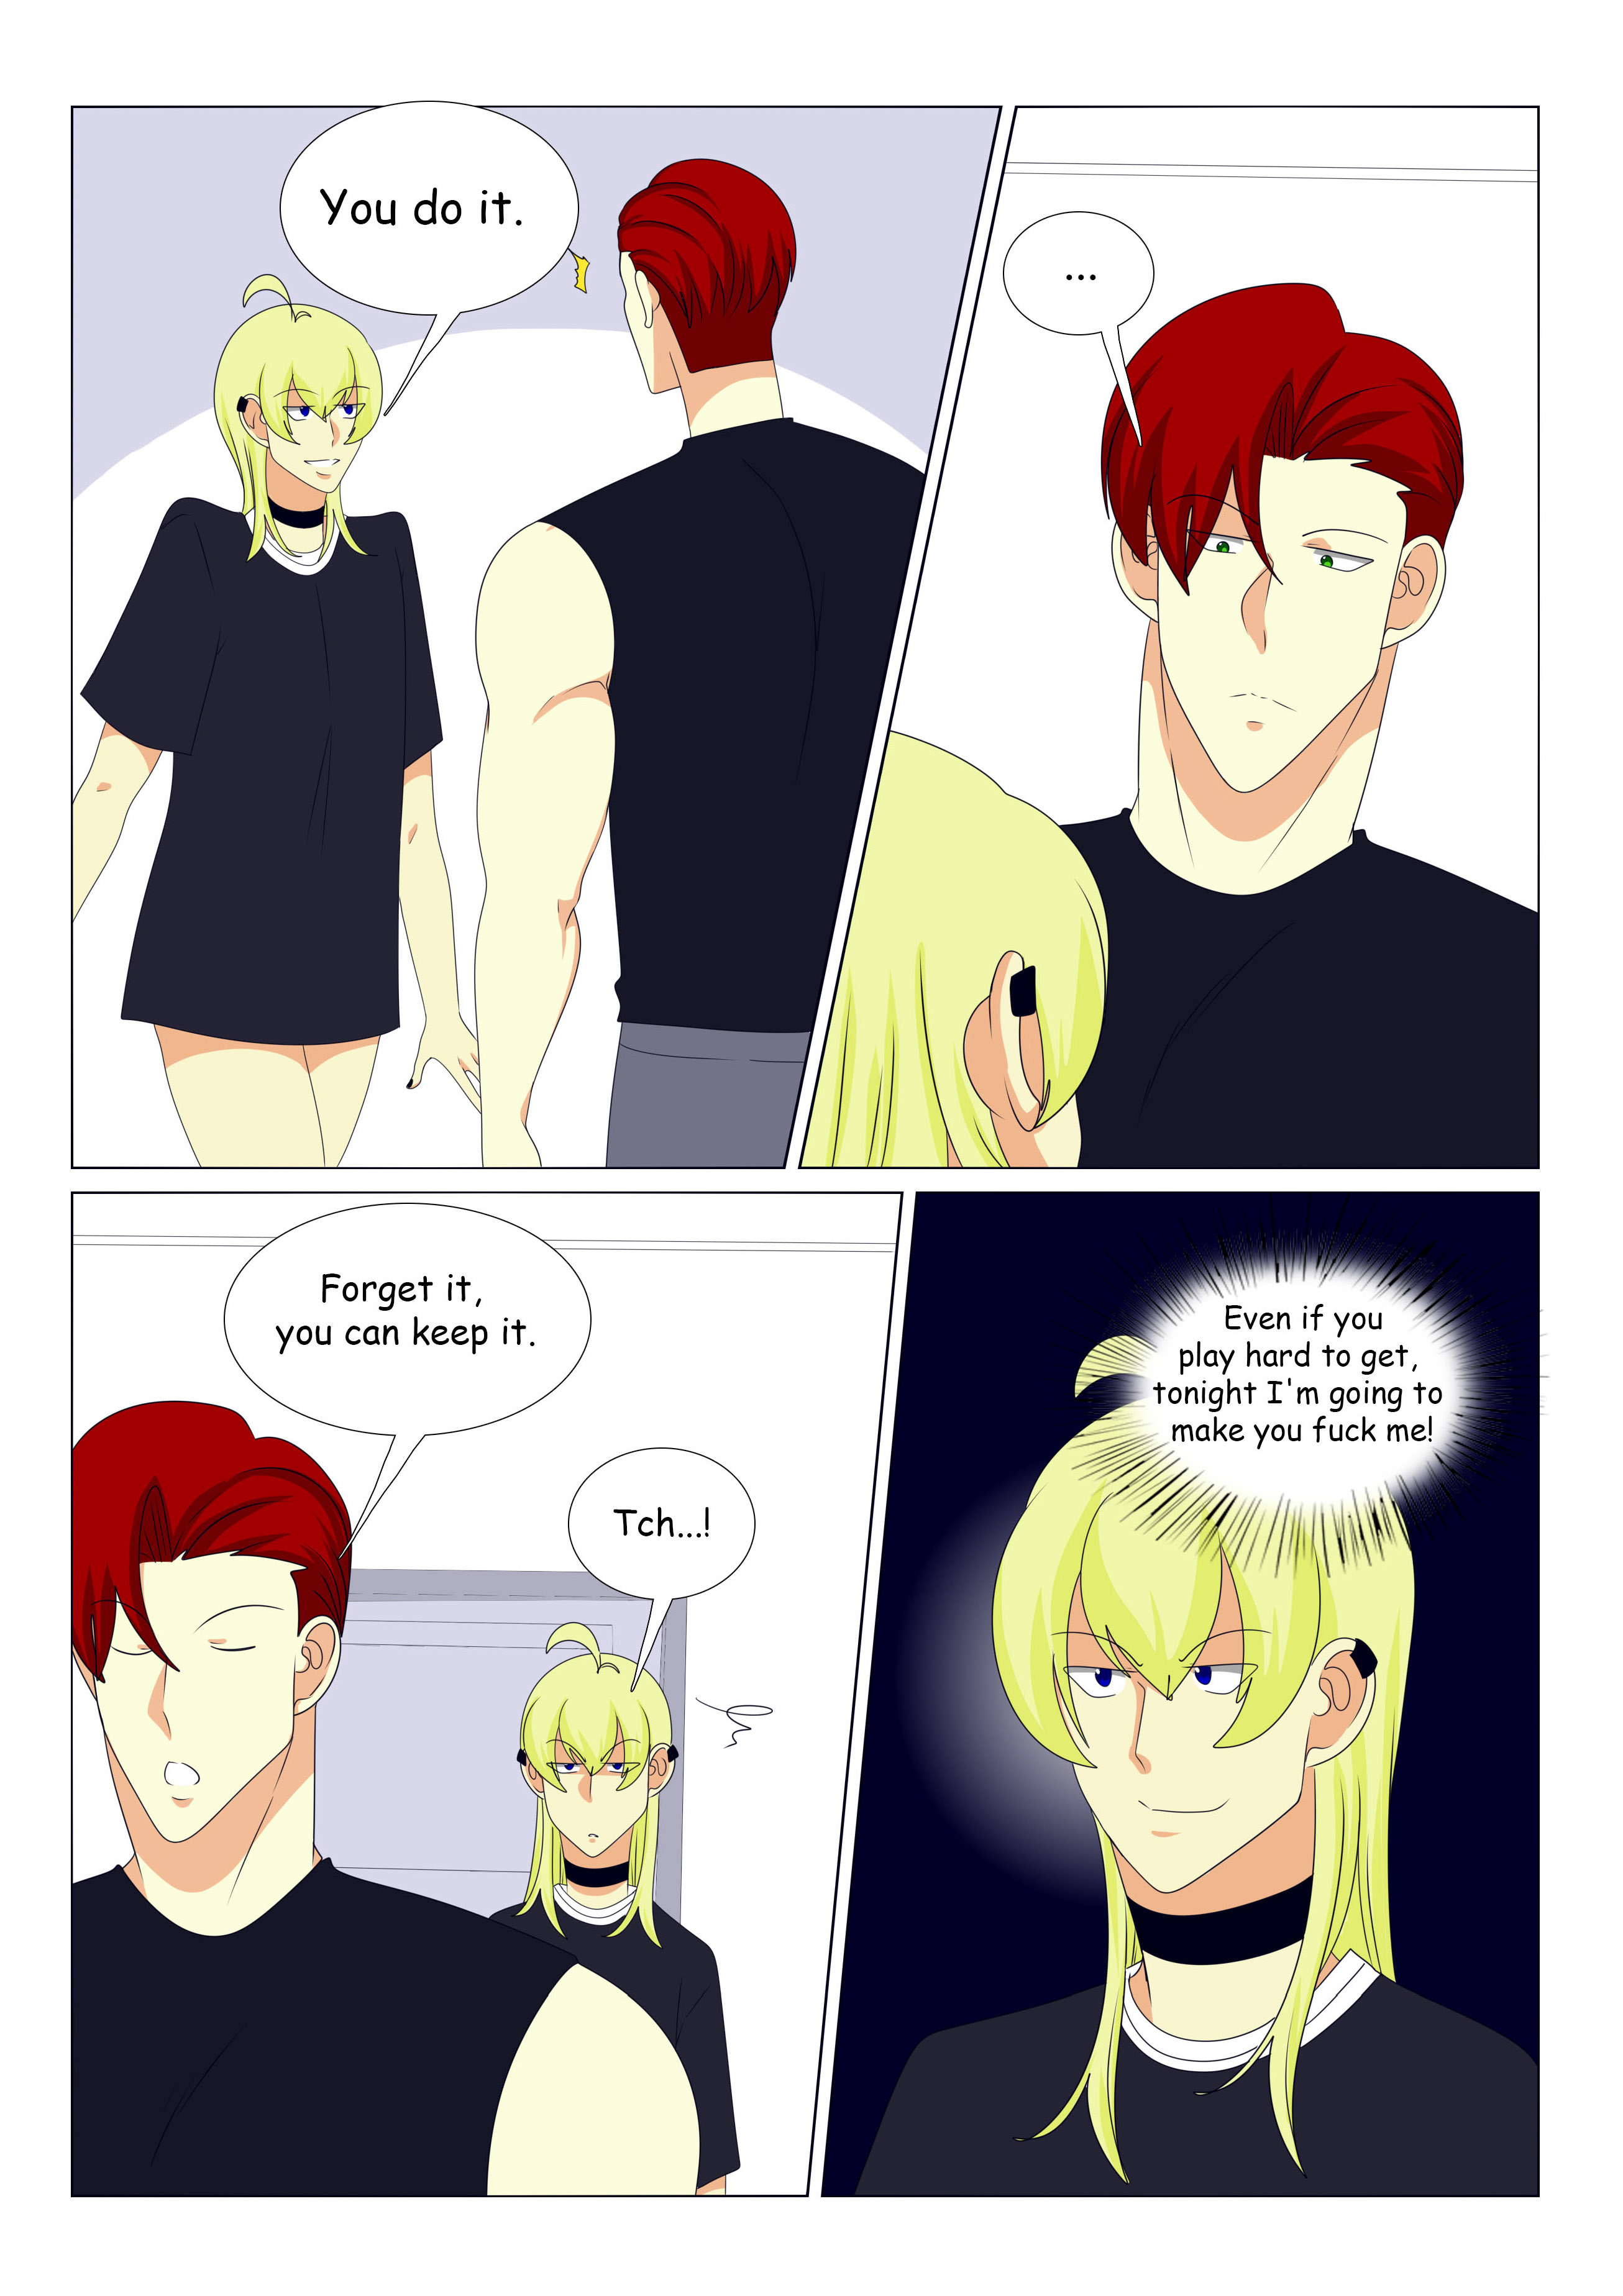 You do it.
...
Forget it,
you can keep it.
Tch...!
Even if you
play hard to get,
tonight I'm going to
make you fuck me!